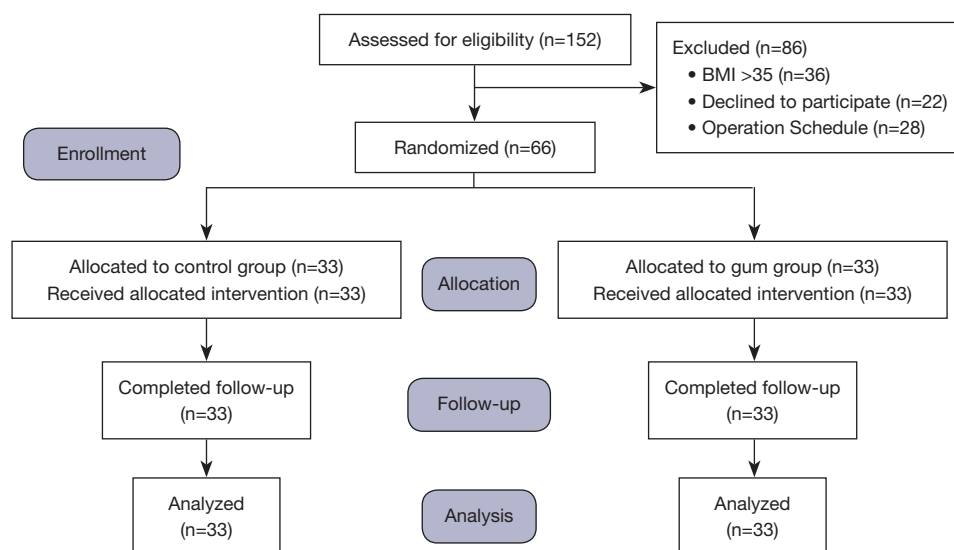 Assessed for eligibility (n=152)
Excluded (n=86)
• BMI >35 (n=36)
• Declined to participate (n=22)
• Operation Schedule (n=28)
Enrollment
Randomized (n=66)
Allocated to control group (n=33)
Received allocated intervention (n=33)
Allocation
Allocated to gum group (n=33)
Received allocated intervention (n=33)
Completed follow-up
(n=33)
Follow-up
Completed follow-up
(n=33)
Analyzed
(n=33)
Analysis
Analyzed
(n=33)